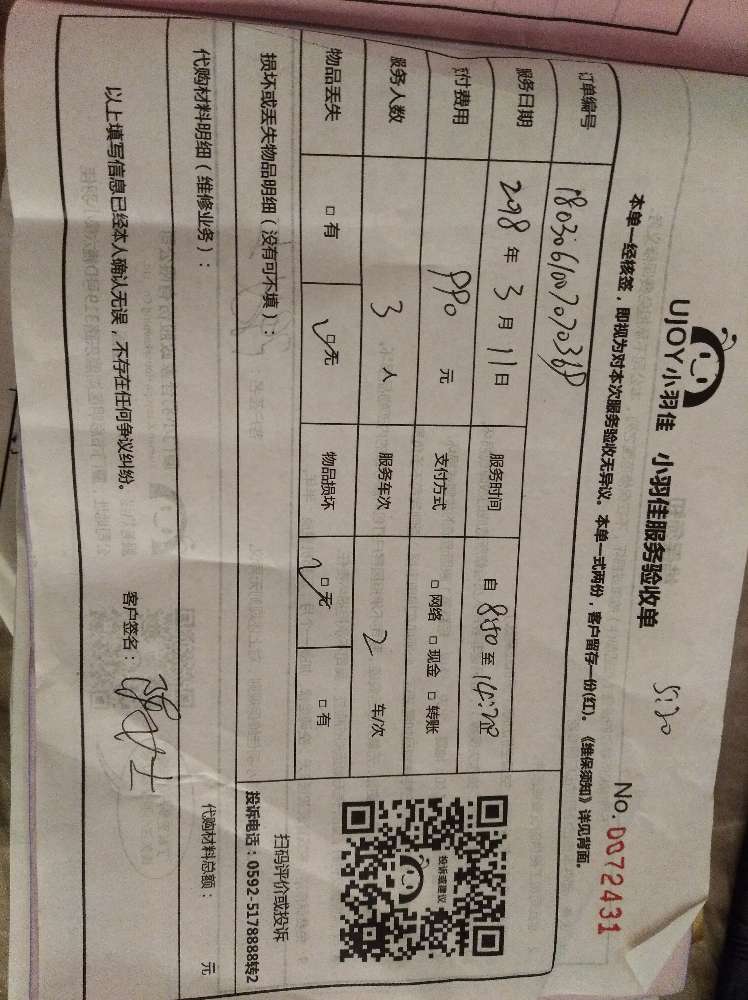 UJOY小羽佳 小羽佳服务验收单
No. 0072431
本单一经核签，即视为对本次服务验收无异议。本单一式两份，客户留存一份(红)。《维保须知》详见背面。
订单编号
服务日期 2018 年 3 月 11 日 服务时间 自 8:50 至
付费用 元 支付方式 □ 网络 □ 现金 □ 转账
服务人数 3 人 服务车次 2 车/次
物品丢失 □ 有 □ 无 物品损坏 □ 无 □ 有
损坏或丢失物品明细（没有可不填）：
扫码评价或投诉
投诉电话：0592-5178888转2
投诉或建议
代购材料明细（维修业务）： 代购材料总额： 元
以上填写信息已经本人确认无误，不存在任何争议纠纷。 客户签名：